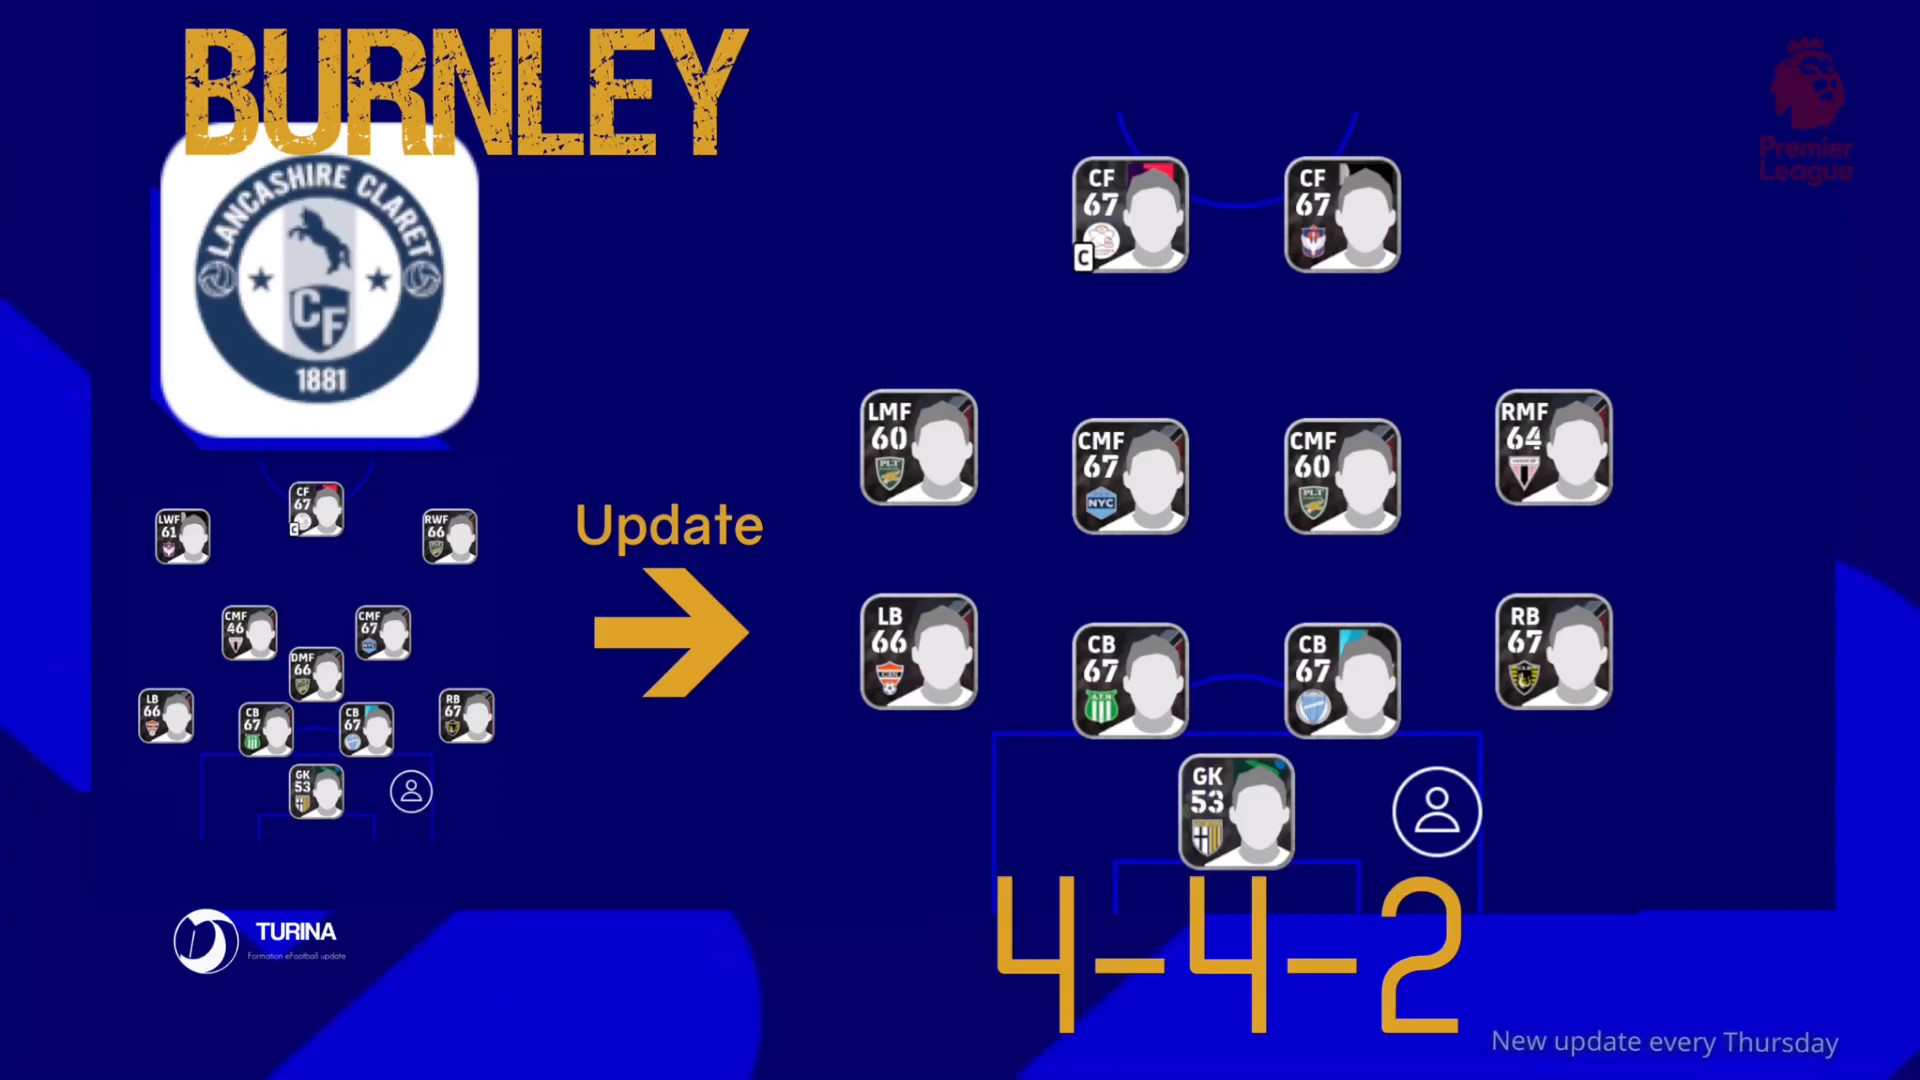 BURNLEY
LANCASHIRE CLARET
CF
1881
Premier
League
CF
67
C
CF
67
LMF
60
PLT
CMF
67
NYC
CMF
60
PLT
RMF
64
LB
66
CB
67
CB
67
RB
67
GK
53
4-4-2
Update
CF
67
C
LWF
61
RWF
66
CMF
46
CMF
67
DMF
66
LB
66
CB
67
CB
67
RB
67
GK
53
TURINA
Formation eFootball update
New update every Thursday